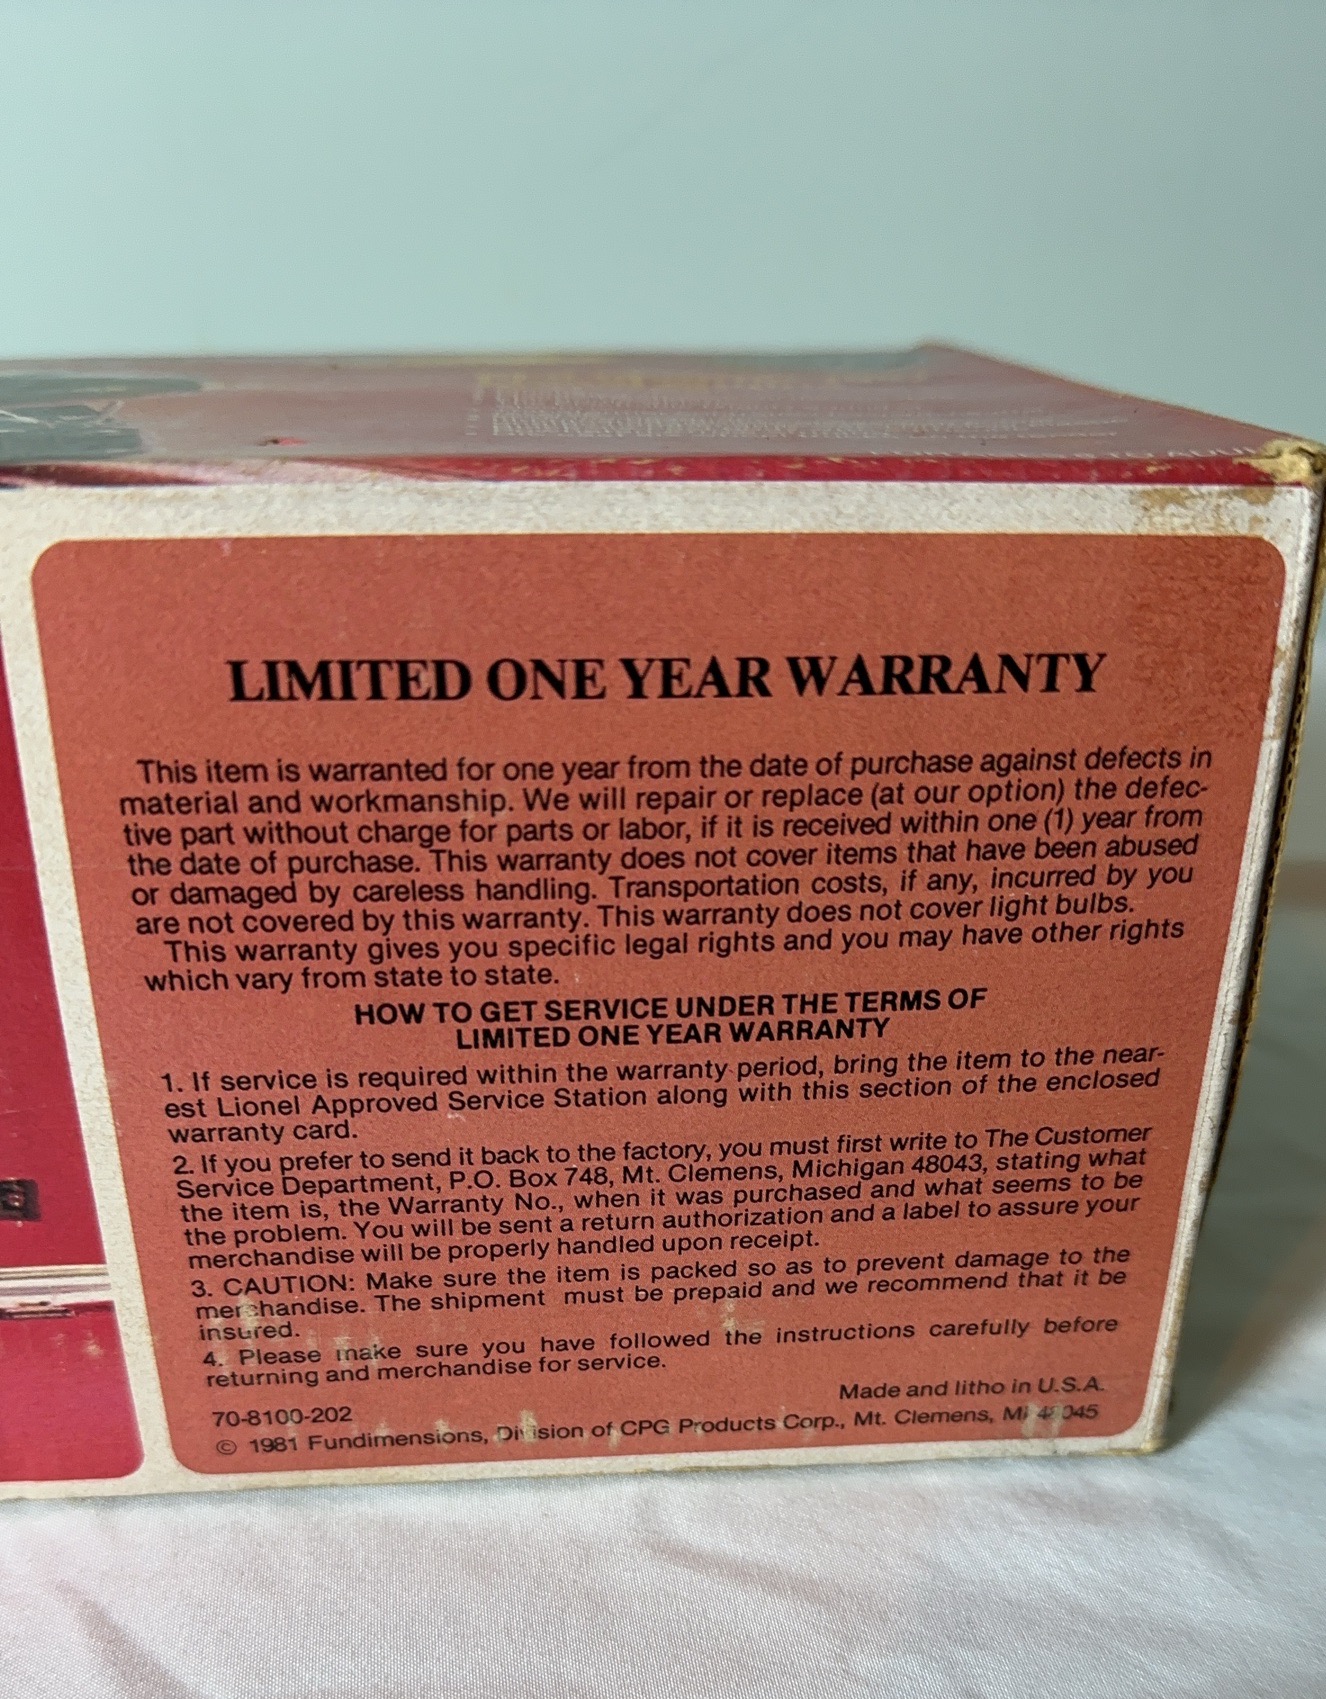 LIMITED ONE YEAR WARRANTY
This item is warranted for one year from the date of purchase against defects in
material and workmanship. We will repair or replace (at our option) the defec-
tive part without charge for parts or labor, if it is received within one (1) year from
the date of purchase. This warranty does not cover items that have been abused
or damaged by careless handling. Transportation costs, if any, incurred by you
are not covered by this warranty. This warranty does not cover light bulbs.
This warranty gives you specific legal rights and you may have other rights
which vary from state to state.
HOW TO GET SERVICE UNDER THE TERMS OF
LIMITED ONE YEAR WARRANTY
1. If service is required within the warranty period, bring the item to the near-
est Lionel Approved Service Station along with this section of the enclosed
warranty card.
2. If you prefer to send it back to the factory, you must first write to The Customer
Service Department, P.O. Box 748, Mt. Clemens, Michigan 48043, stating what
the item is, the Warranty No., when it was purchased and what seems to be
the problem. You will be sent a return authorization and a label to assure your
merchandise will be properly handled upon receipt.
3. CAUTION: Make sure the item is packed so as to prevent damage to the
merchandise. The shipment must be prepaid and we recommend that it be
insured.
4. Please make sure you have followed the instructions carefully before
returning and merchandise for service.
Made and litho in U.S.A.
70-8100-202
© 1981 Fundimensions, Division of CPG Products Corp., Mt. Clemens, MI